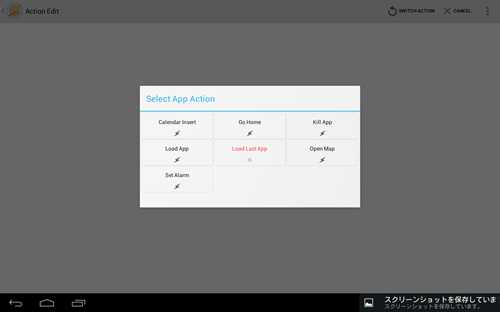 Action Edit
SWITCH ACTION
CANCEL
Select App Action
Calendar Insert
Go Home
Kill App
Load App
Load Last App
Open Map
Set Alarm
スクリーンショットを保存していま
スクリーンショットを保存しています。